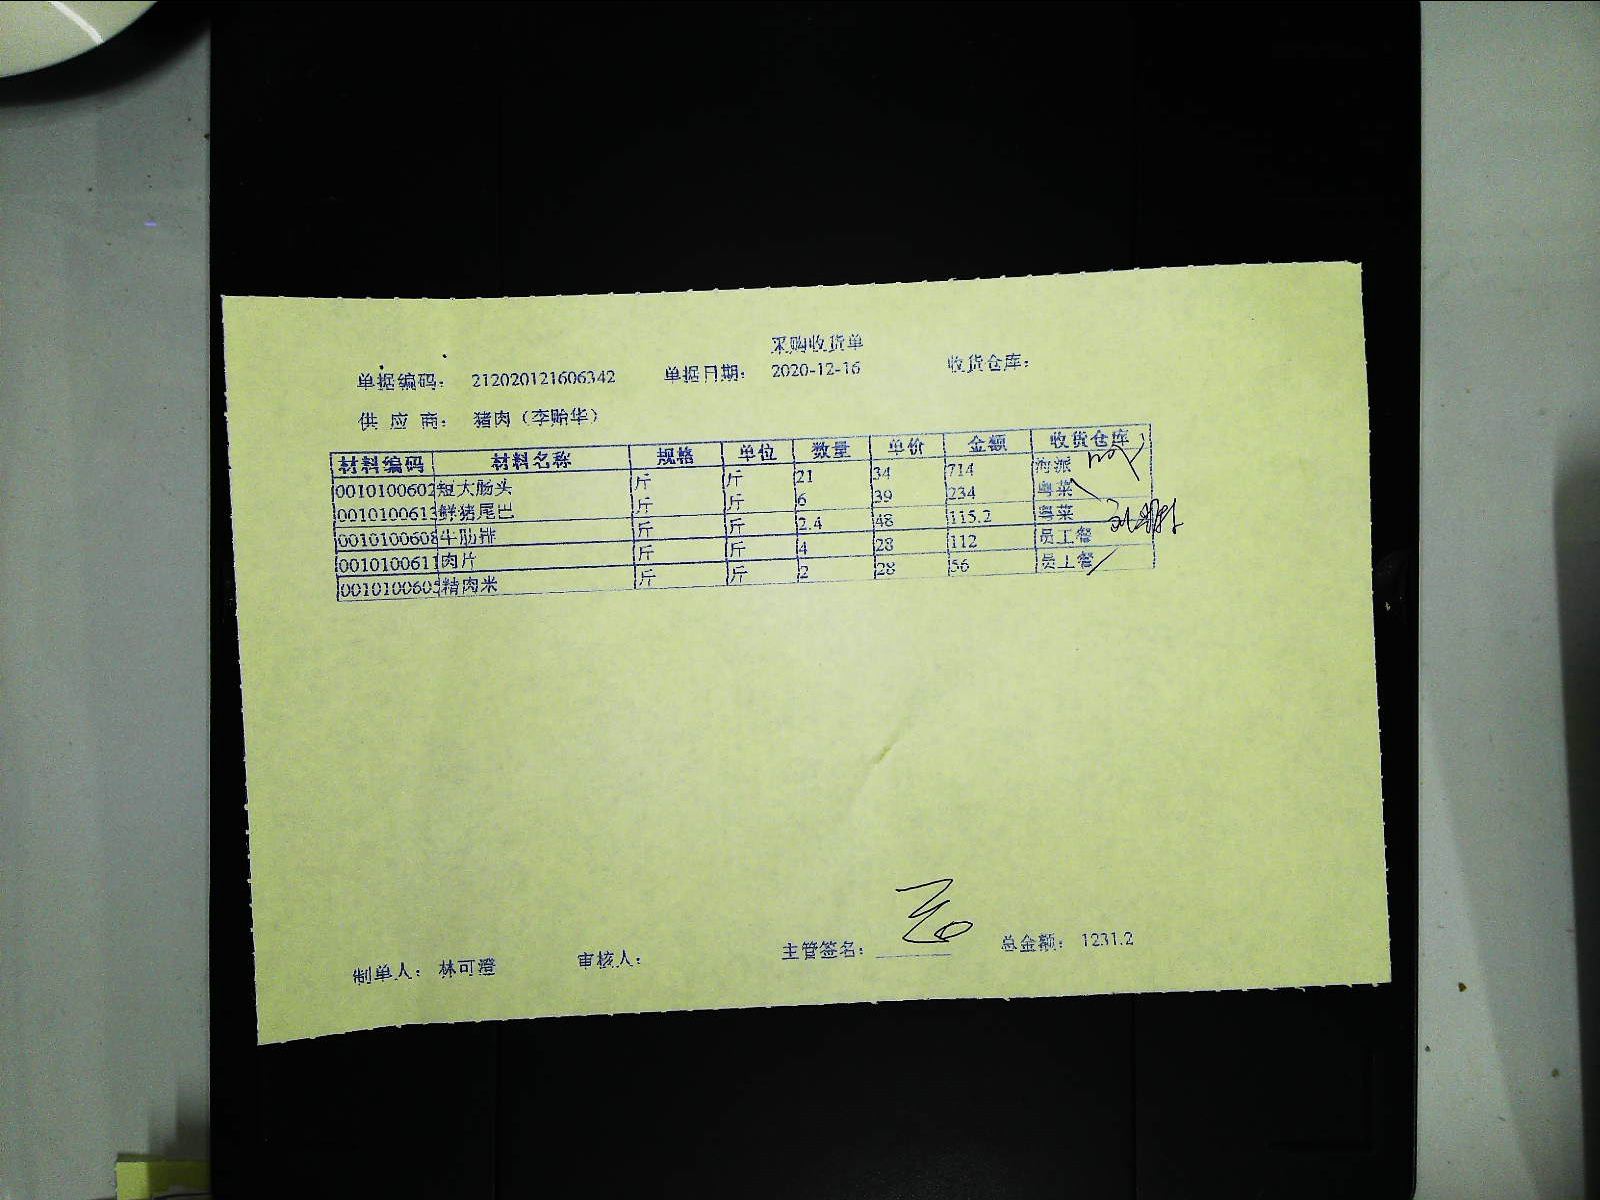 采购收货单
单据编码： 212020121606342 单据日期： 2020-12-16 收货仓库：
供 应 商： 猪肉（李贻华）
材料编码 材料名称 规格 单位 数量 单价 金额 收货仓库
0010100602 短大肠头 斤 斤 21 34 714 海派
001010061 鲜猪尾巴 斤 斤 6 39 234 粤菜
001010060 牛肋排 斤 斤 2.4 48 115.2 粤菜
001010061 肉片 斤 斤 4 28 112 员工餐
001010060 精肉米 斤 斤 2 28 56 员工餐
制单人： 林可澄 审核人： 主管签名： 总金额： 1231.2